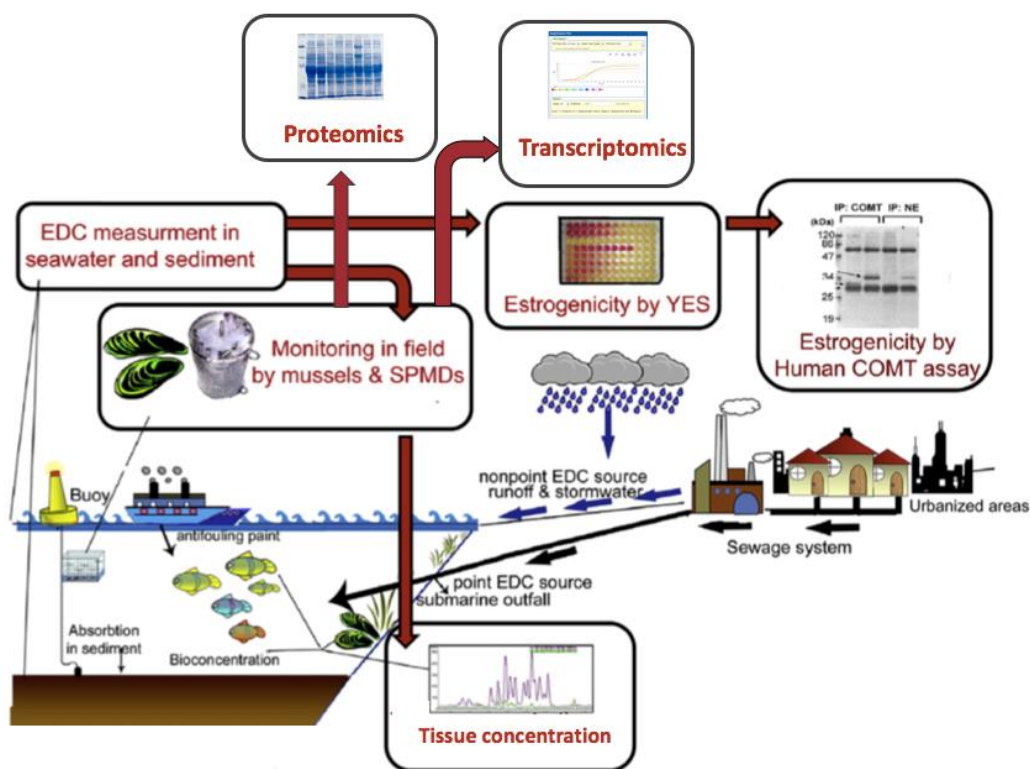 Proteomics
Transcriptomics
EDC measurment in
seawater and sediment
Estrogenicity by YES
IP: COMT IP: NE
(kDa)
120
86
47
34
25
19
Estrogenicity by
Human COMT assay
Monitoring in field
by mussels & SPMDs
nonpoint EDC source
runoff & stormwater
Urbanized areas
Sewage system
Buoy
antifouling paint
point EDC source
submarine outfall
Absorbtion
in sediment
Bioconcentration
Tissue concentration